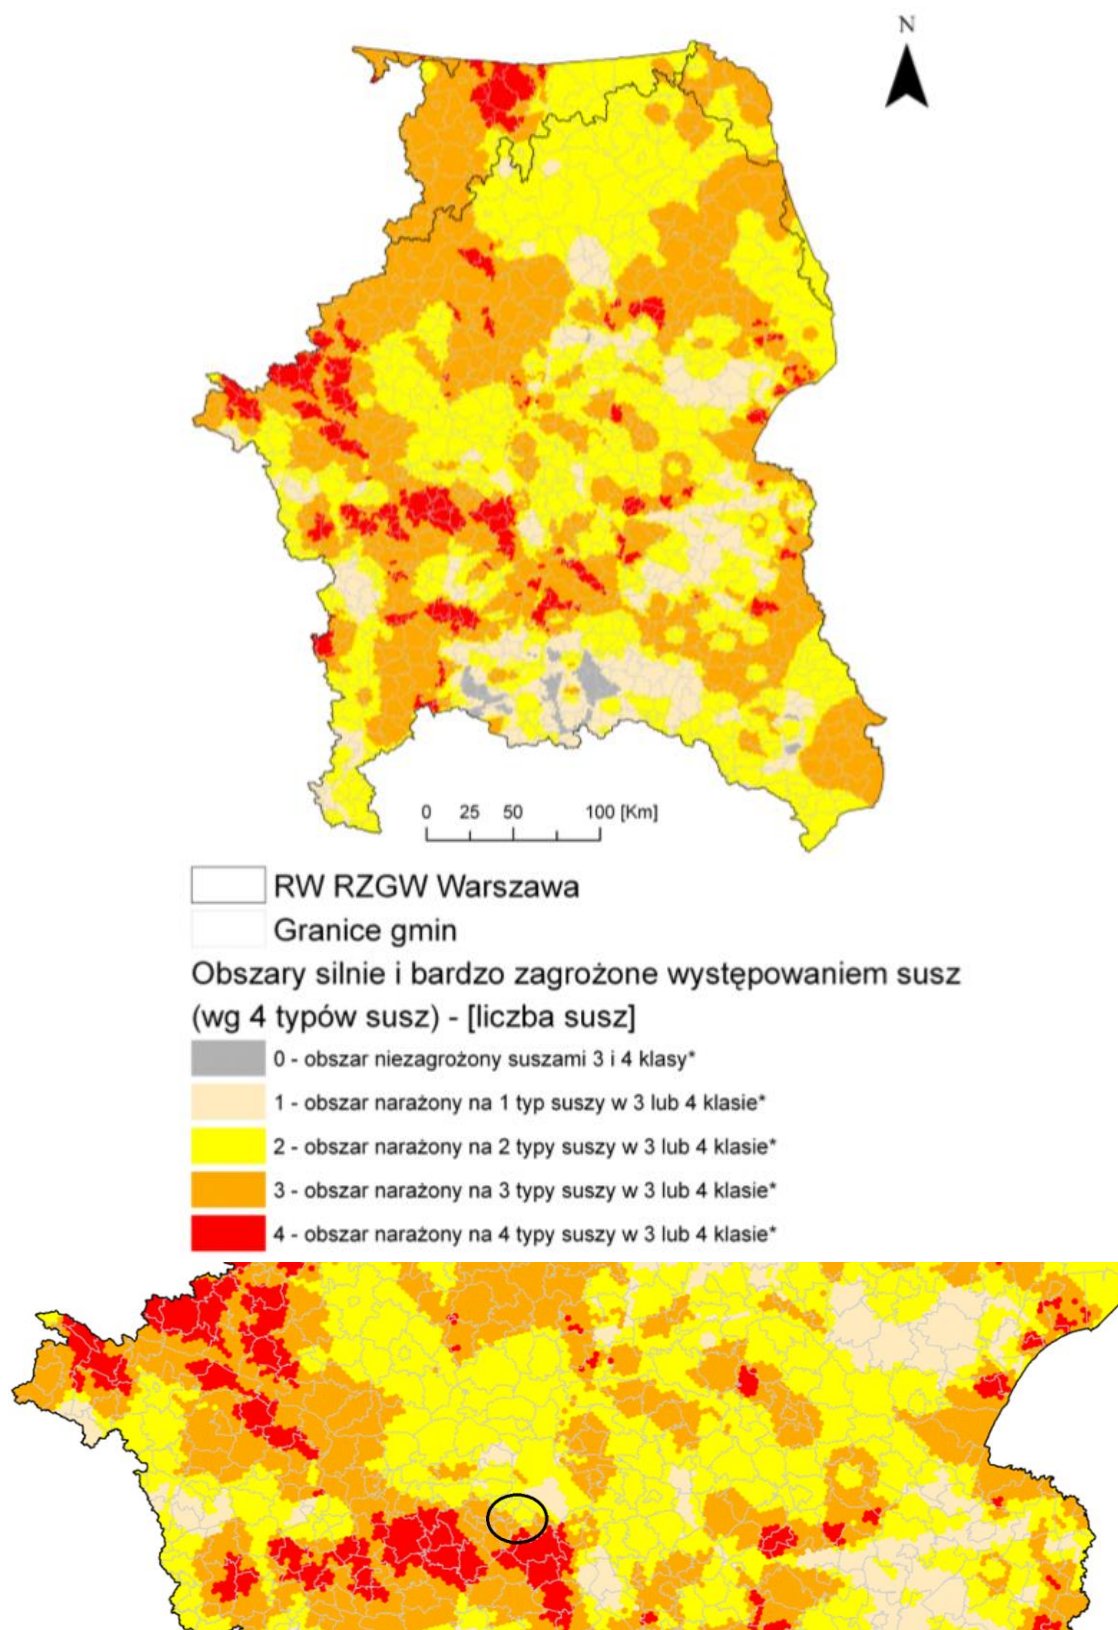 N
0 25 50 100 [Km]
RW RZGW Warszawa
Granice gmin
Obszary silnie i bardzo zagrożone występowaniem susz
(wg 4 typów susz) - [liczba susz]
0 - obszar niezagrożony suszami 3 i 4 klasy*
1 - obszar narażony na 1 typ suszy w 3 lub 4 klasie*
2 - obszar narażony na 2 typy suszy w 3 lub 4 klasie*
3 - obszar narażony na 3 typy suszy w 3 lub 4 klasie*
4 - obszar narażony na 4 typy suszy w 3 lub 4 klasie*